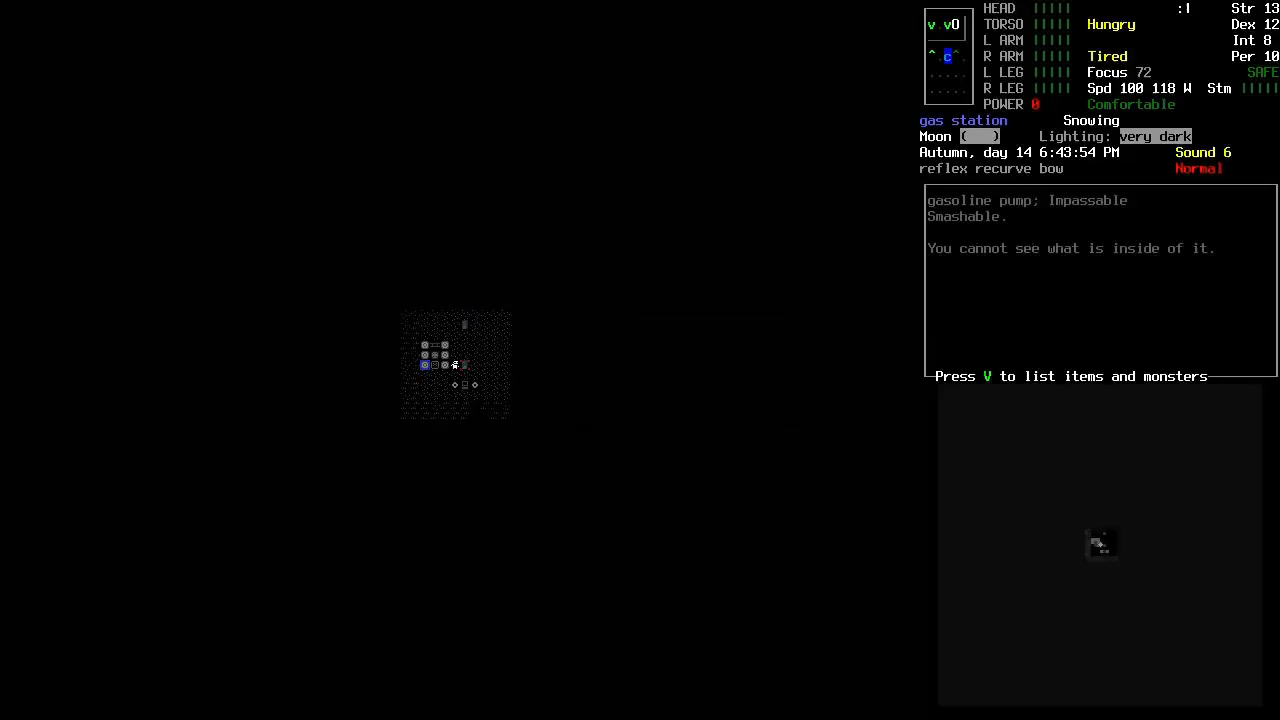 HEAD ||||| :| Str 13
v.vO TORSO ||||| Hungry Dex 12
L ARM ||||| Int 8
^.c^. R ARM ||||| Tired Per 10
..... L LEG ||||| Focus 72 SAFE
..... R LEG ||||| Spd 100 118 W Stm |||||
POWER 0 Comfortable
gas station Snowing
Moon (   ) Lighting: very dark
Autumn, day 14 6:43:54 PM Sound 6
reflex recurve bow Normal
gasoline pump; Impassable
Smashable.
You cannot see what is inside of it.
Press V to list items and monsters